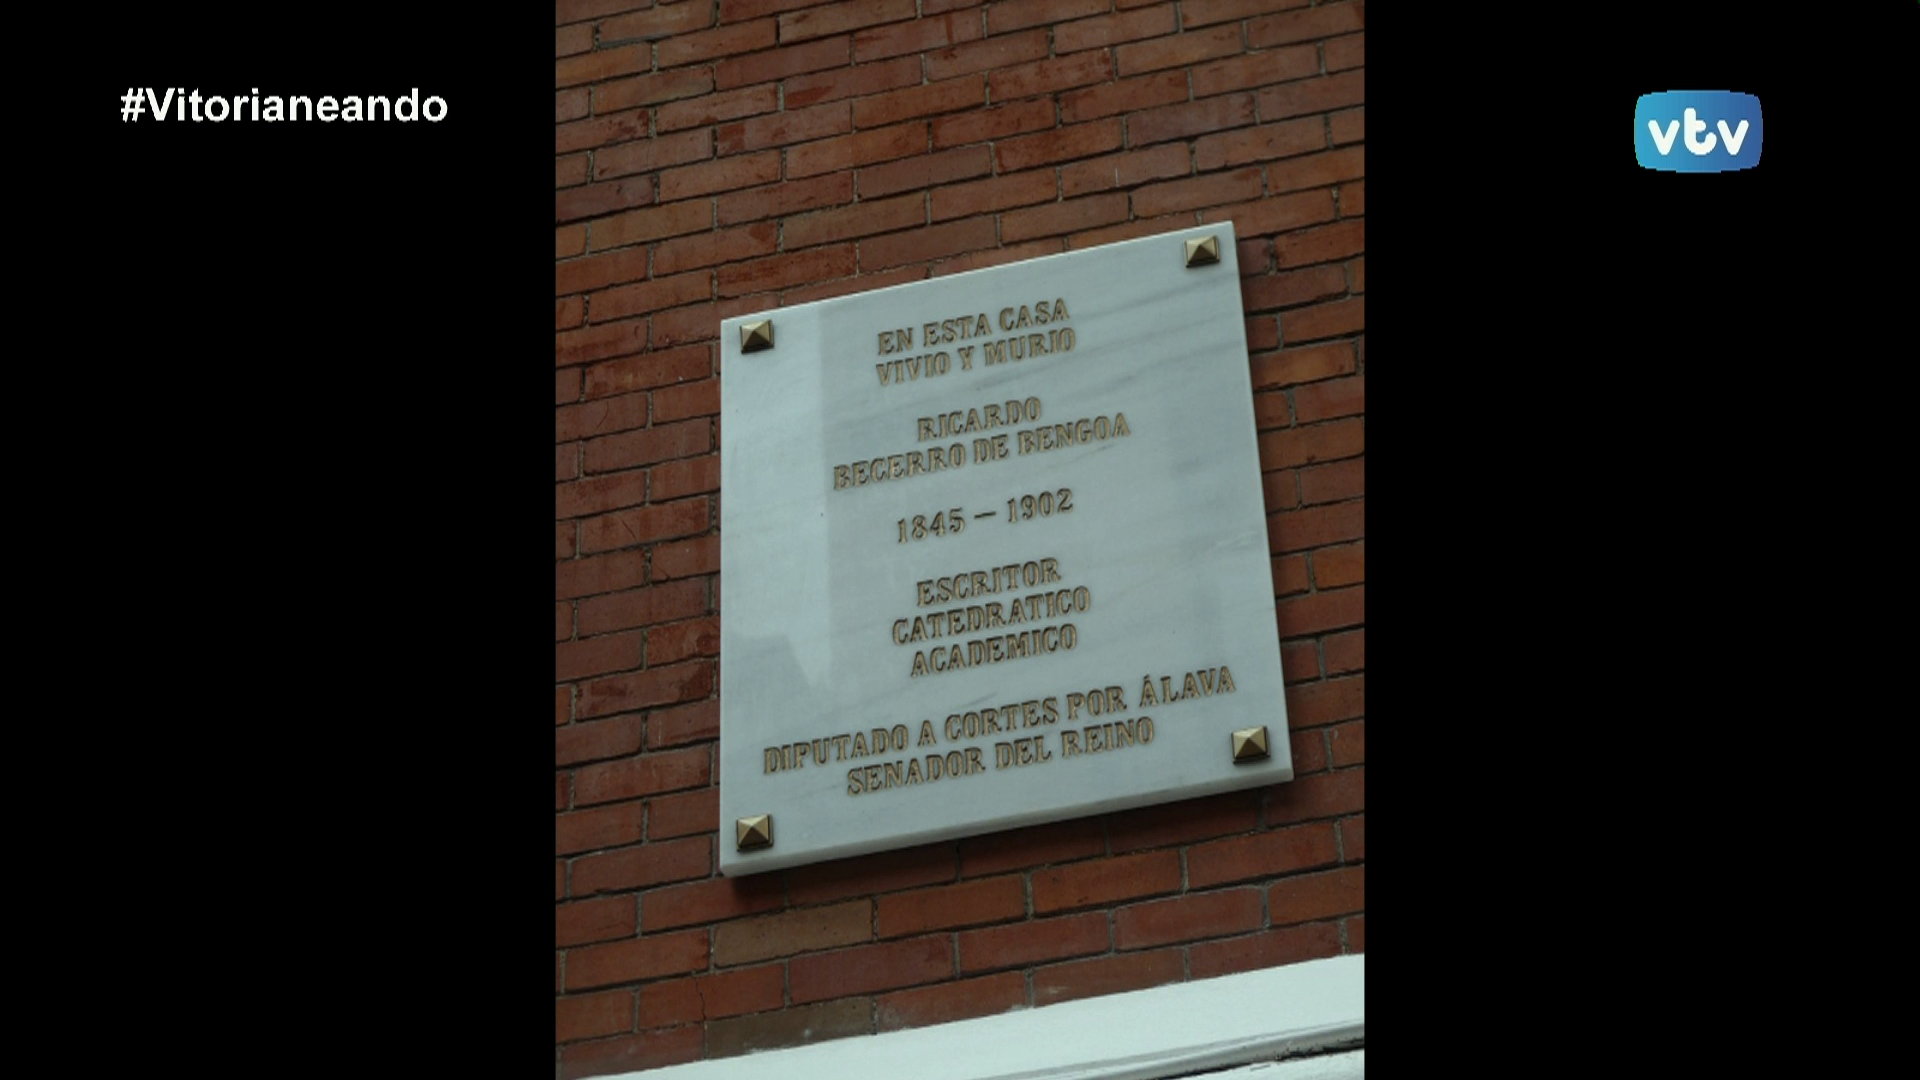 #Vitorianeando
vtv
EN ESTA CASA
VIVIO Y MURIO
RICARDO
BECERRO DE BENGOA
1845 – 1902
ESCRITOR
CATEDRATICO
ACADEMICO
DIPUTADO A CORTES POR ÁLAVA
SENADOR DEL REINO